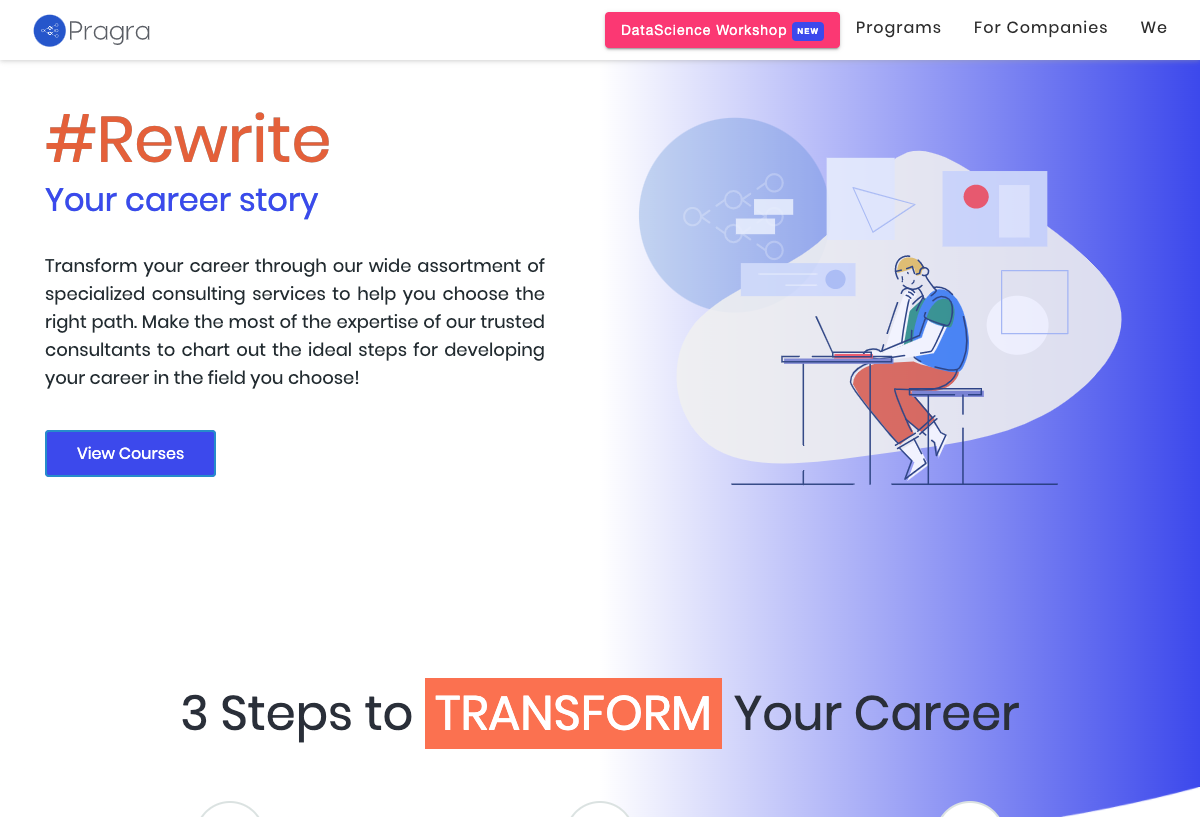 Pragra
DataScience Workshop NEW
Programs
For Companies
We
#Rewrite
Your career story
Transform your career through our wide assortment of
specialized consulting services to help you choose the
right path. Make the most of the expertise of our trusted
consultants to chart out the ideal steps for developing
your career in the field you choose!
View Courses
3 Steps to TRANSFORM Your Career